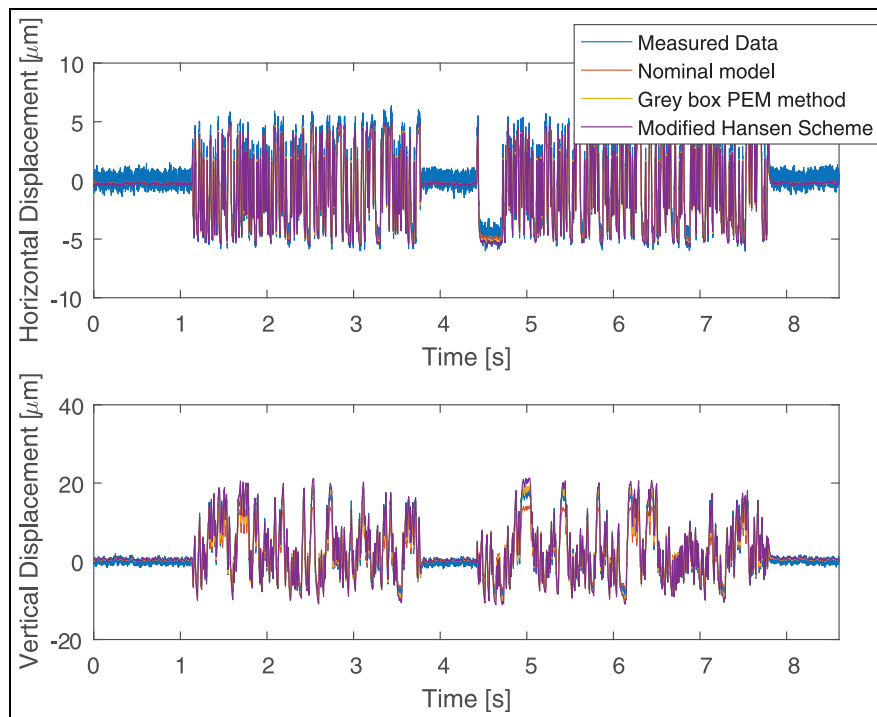 Measured Data
Nominal model
Grey box PEM method
Modified Hansen Scheme
Horizontal Displacement [μm]
10
5
0
-5
-10
0 1 2 3 4 5 6 7 8
Time [s]
Vertical Displacement [μm]
40
20
0
-20
0 1 2 3 4 5 6 7 8
Time [s]